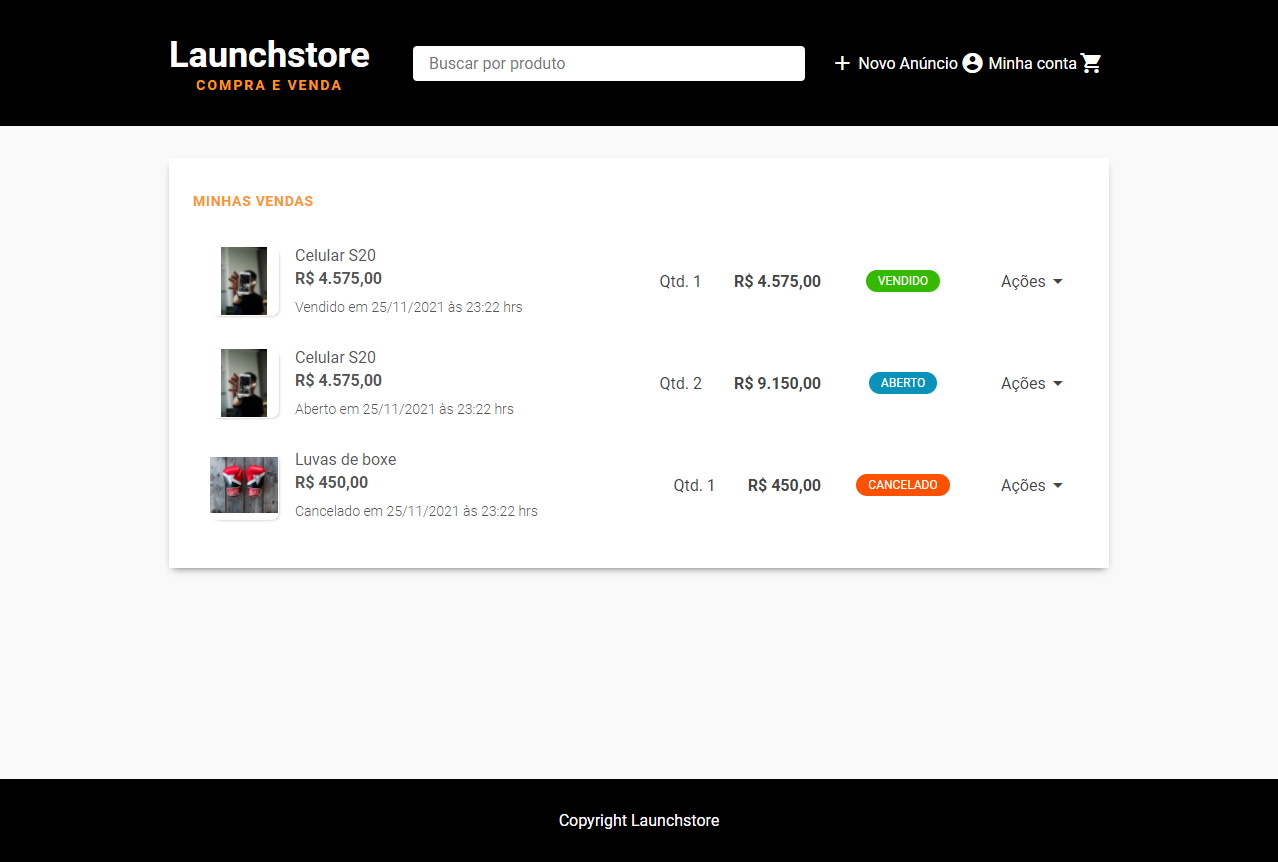 Launchstore
COMPRA E VENDA
Buscar por produto
Novo Anúncio
Minha conta
MINHAS VENDAS
Celular S20
R$ 4.575,00
Vendido em 25/11/2021 às 23:22 hrs
Qtd. 1
R$ 4.575,00
VENDIDO
Ações
Celular S20
R$ 4.575,00
Aberto em 25/11/2021 às 23:22 hrs
Qtd. 2
R$ 9.150,00
ABERTO
Ações
Luvas de boxe
R$ 450,00
Cancelado em 25/11/2021 às 23:22 hrs
Qtd. 1
R$ 450,00
CANCELADO
Ações
Copyright Launchstore